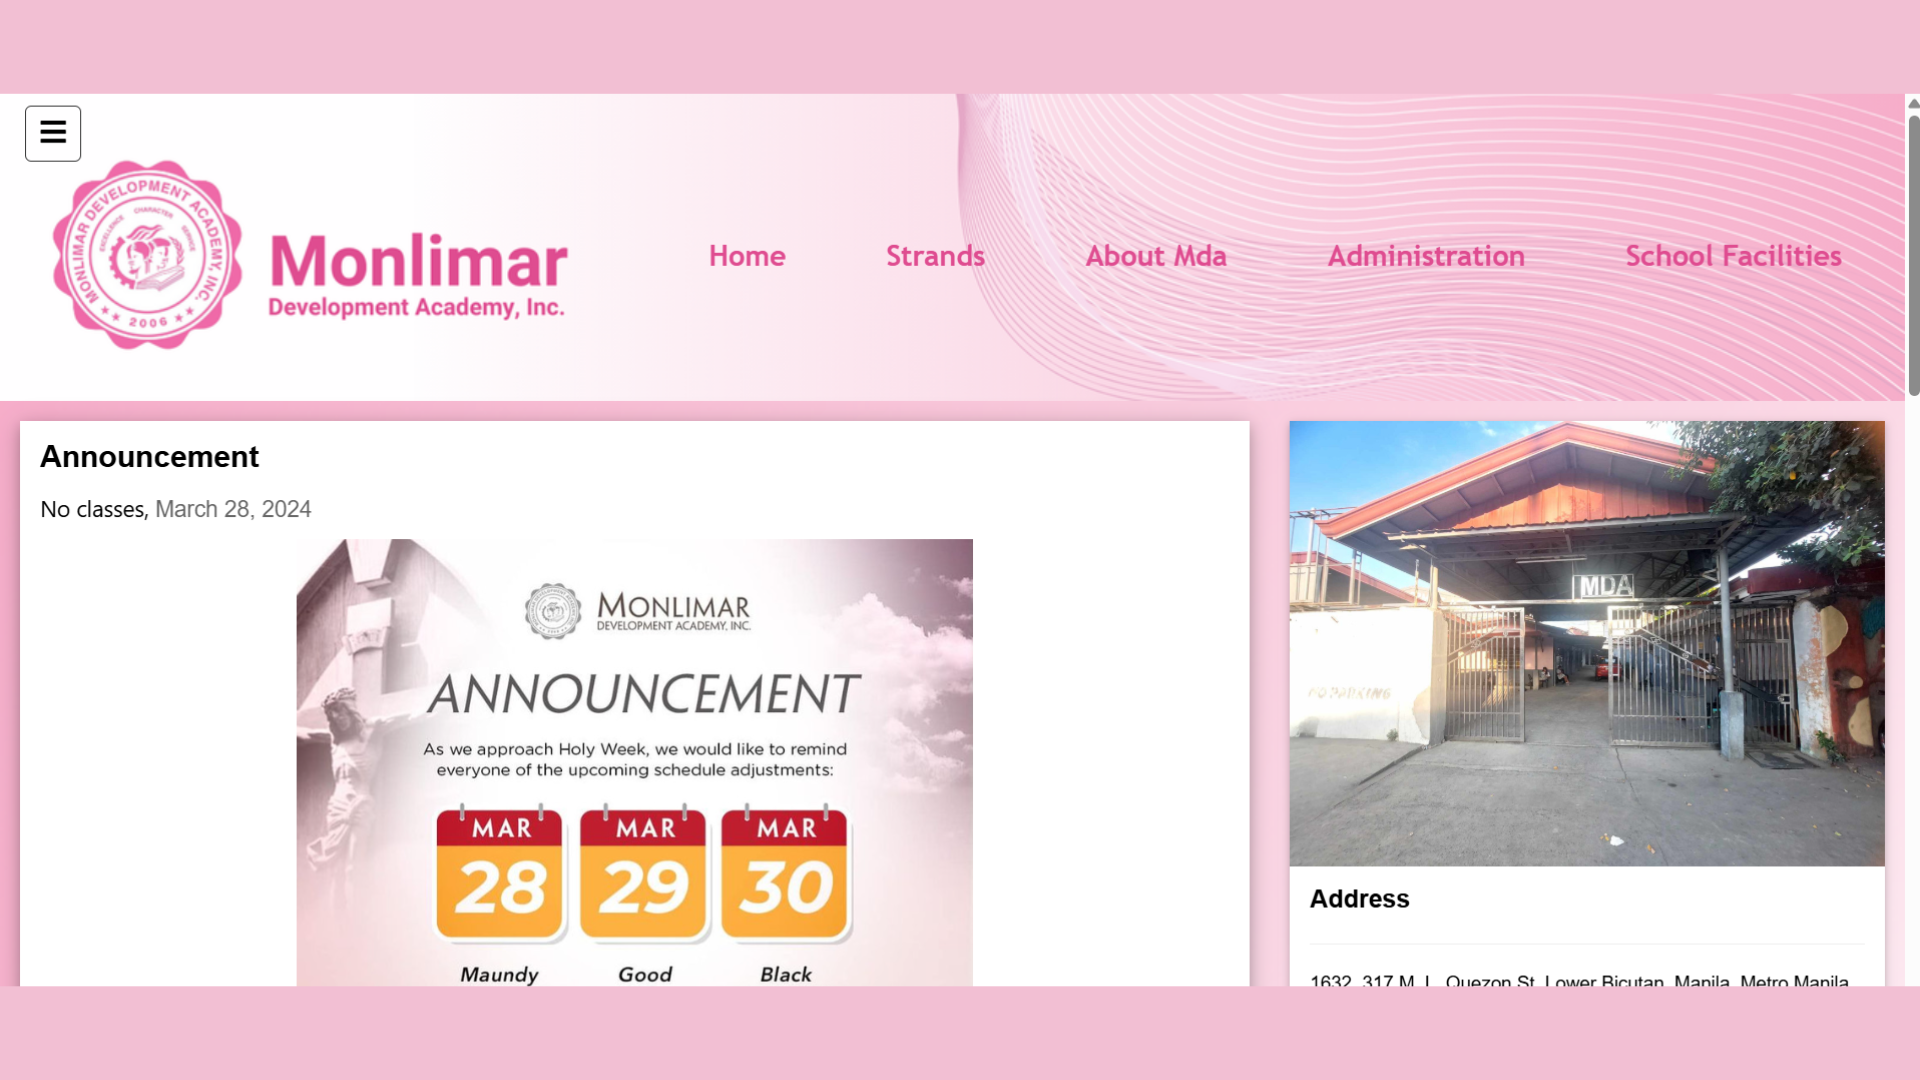 MONLIMAR DEVELOPMENT ACADEMY, INC.
EXCELLENCE CHARACTER SERVICE
2006
Monlimar
Development Academy, Inc.
Home
Strands
About Mda
Administration
School Facilities
Announcement
No classes, March 28, 2024
MONLIMAR
DEVELOPMENT ACADEMY, INC.
ANNOUNCEMENT
As we approach Holy Week, we would like to remind
everyone of the upcoming schedule adjustments:
MAR MAR MAR
28 29 30
Maundy Good Black
MDA
NO PARKING
Address
1632, 317 M. L. Quezon St, Lower Bicutan, Manila, Metro Manila